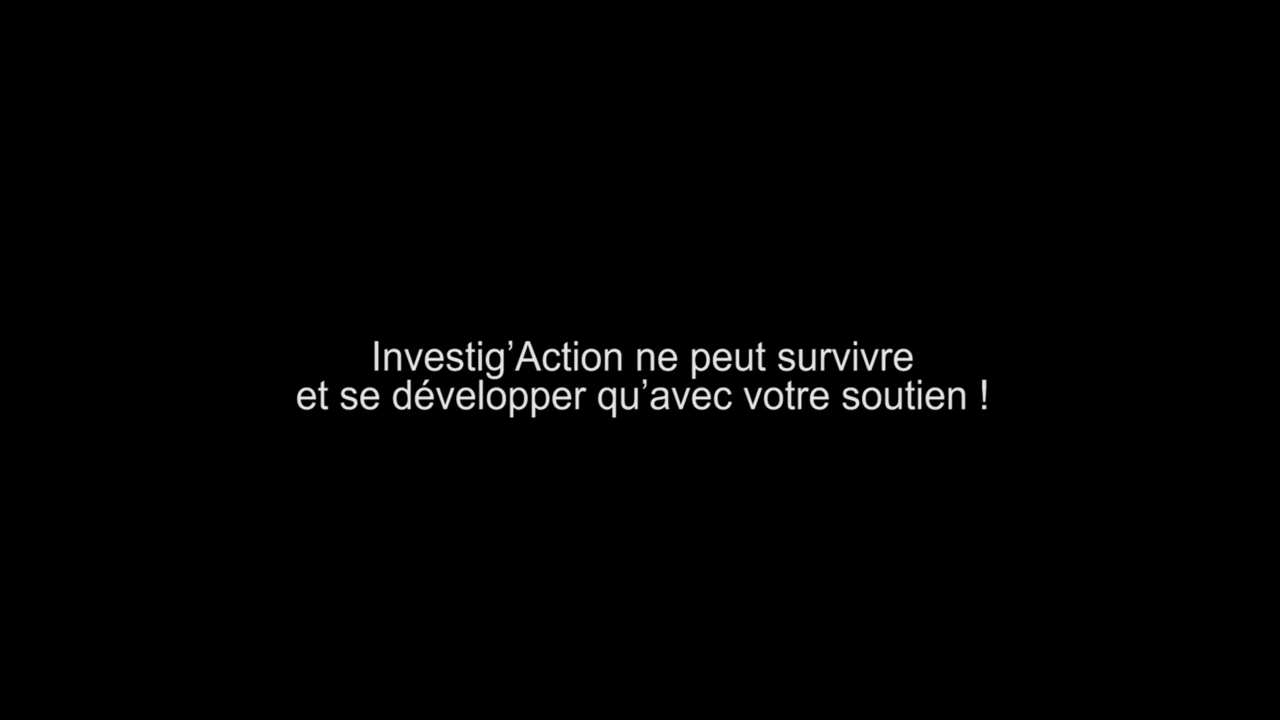 Investig’Action ne peut survivre
et se développer qu’avec votre soutien !